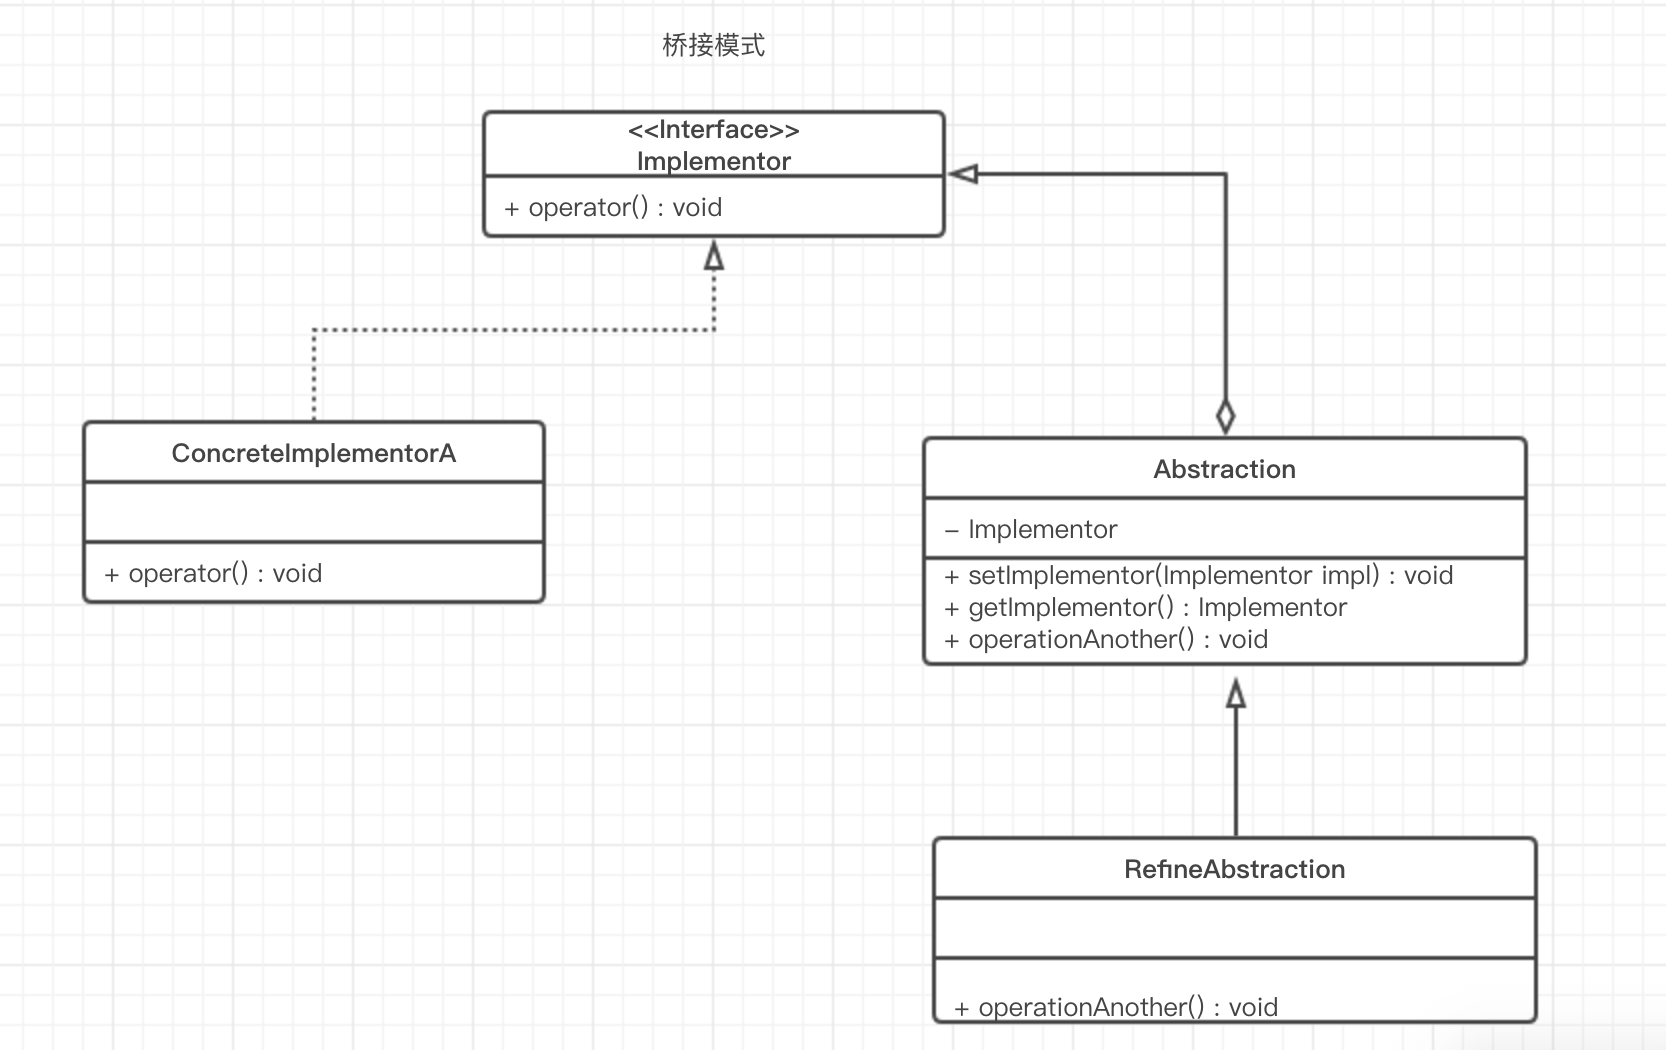 桥接模式
<<Interface>>
Implementor
+ operator() : void
ConcreteImplementorA
+ operator() : void
Abstraction
– Implementor
+ setImplementor(Implementor impl) : void
+ getImplementor() : Implementor
+ operationAnother() : void
RefineAbstraction
+ operationAnother() : void